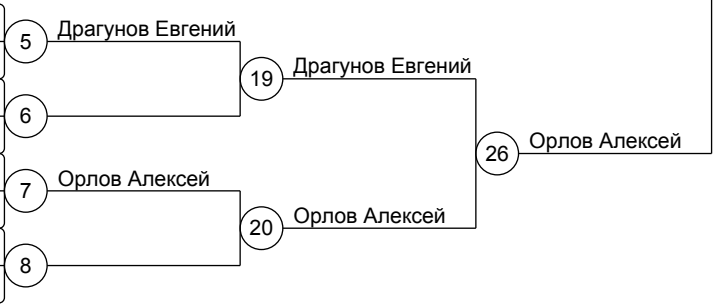 5 Драгунов Евгений
19 Драгунов Евгений
6
26 Орлов Алексей
7 Орлов Алексей
20 Орлов Алексей
8